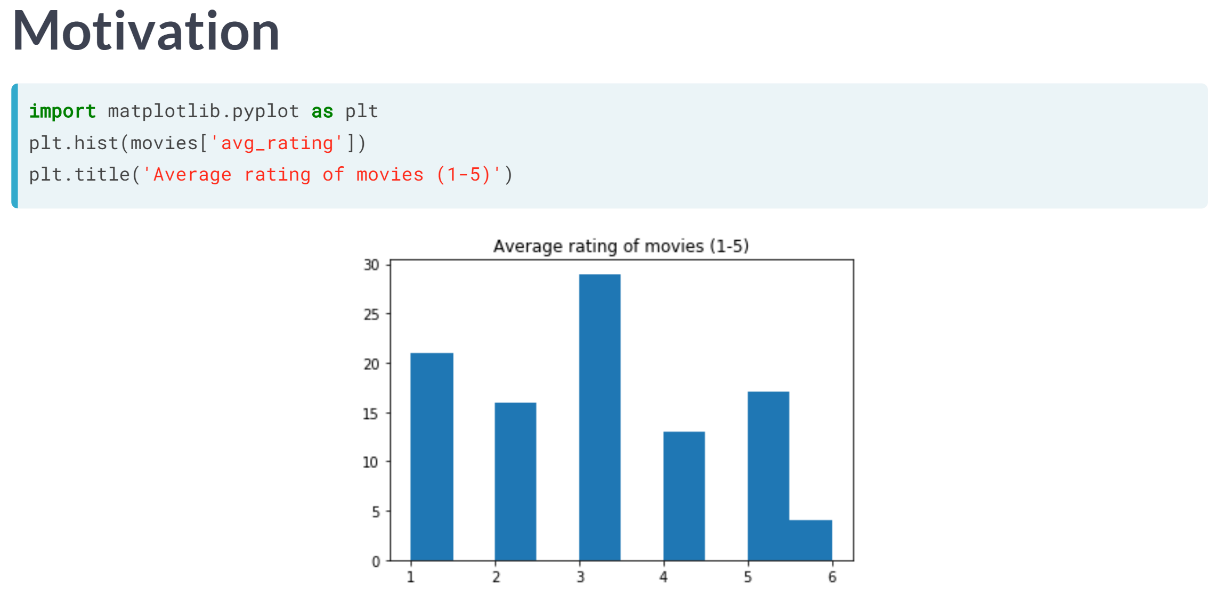 Motivation
import matplotlib.pyplot as plt
plt.hist(movies['avg_rating'])
plt.title('Average rating of movies (1-5)')
Average rating of movies (1-5)
30
25
20
15
10
5
0
1 2 3 4 5 6